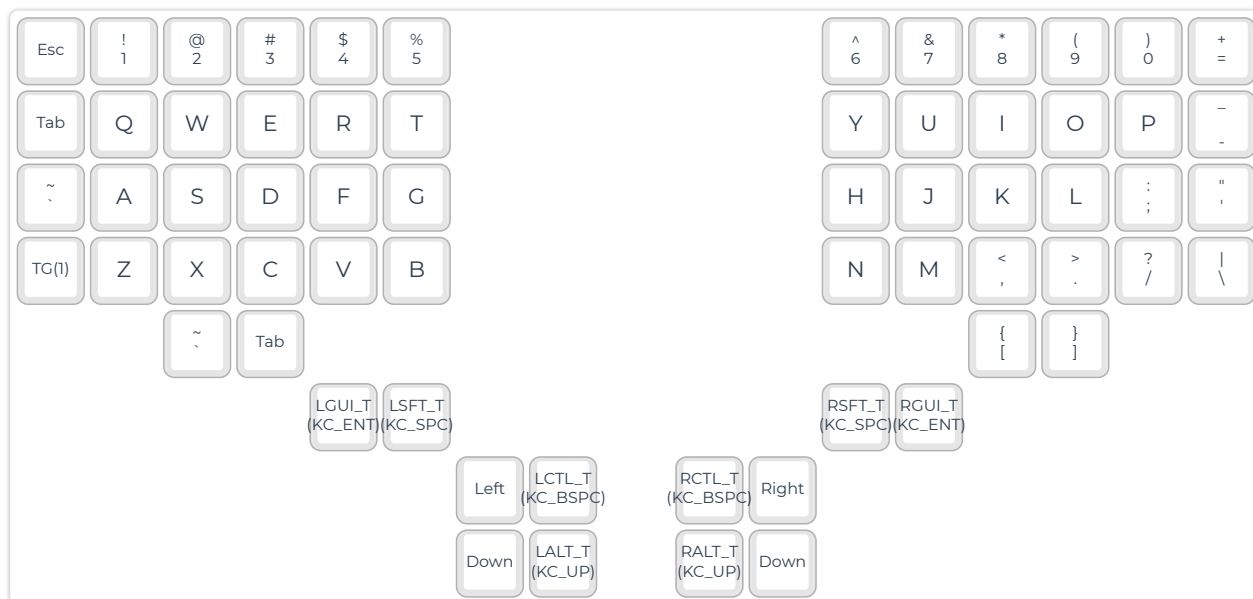 Esc ! @ # $ % ^ & * ( ) +
1 2 3 4 5 6 7 8 9 0 =
Tab Q W E R T Y U I O P _
-
~ A S D F G H J K L : "
` ; '
TG(1) Z X C V B N M < > ? |
, . / \
~ Tab { }
` [ ]
LGUI_T LSFT_T RSFT_T RGUI_T
(KC_ENT) (KC_SPC) (KC_SPC) (KC_ENT)
Left LCTL_T RCTL_T Right
(KC_BSPC) (KC_BSPC)
Down LALT_T RALT_T Down
(KC_UP) (KC_UP)